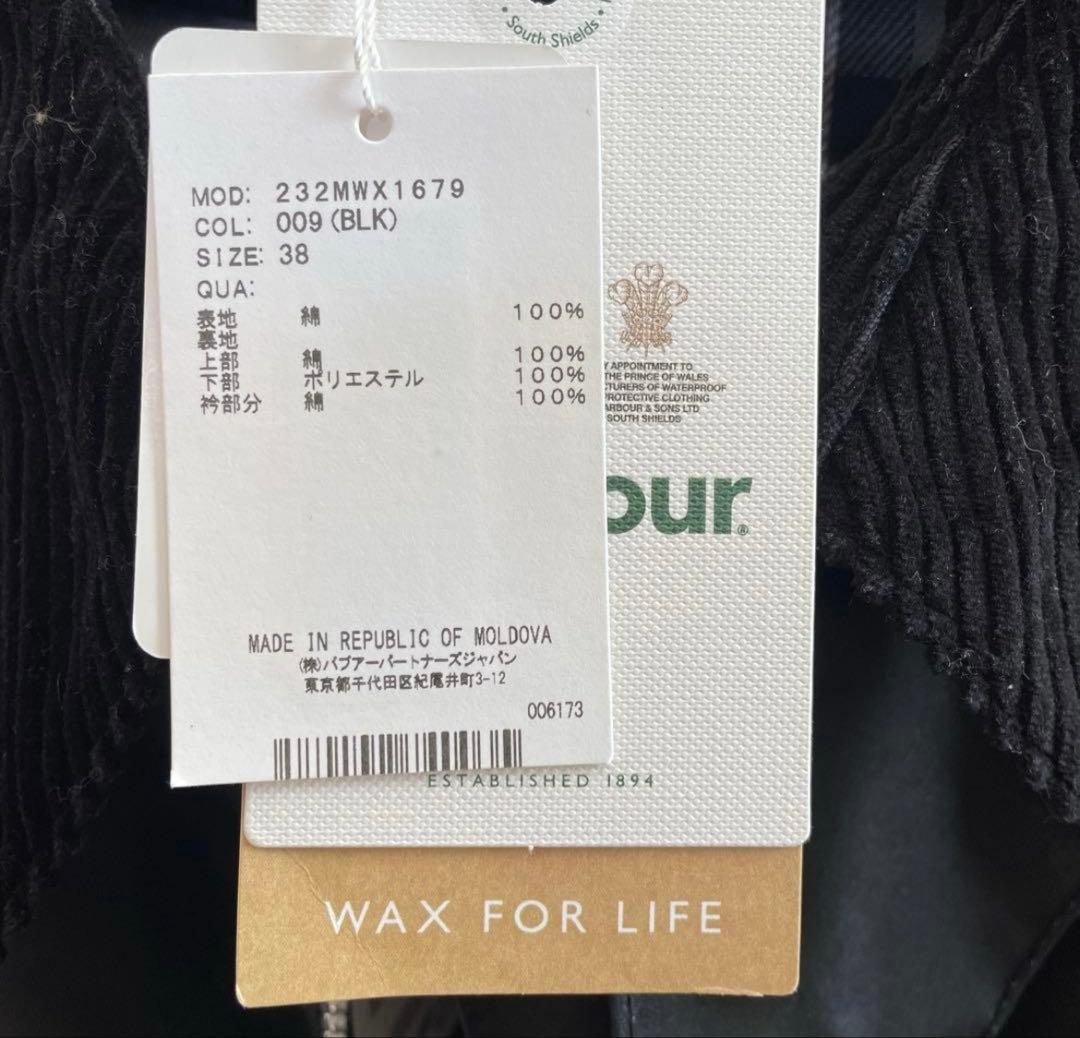 South Shields
MOD: 232MWX1679
COL: 009(BLK)
SIZE: 38
QUA:
表地 綿 100%
裏地
上部 綿 100%
下部 ポリエステル 100%
衿部分 綿 100%
MADE IN REPUBLIC OF MOLDOVA
(株)バブアーパートナーズジャパン
東京都千代田区紀尾井町3-12
006173
Y APPOINTMENT TO
THE PRINCE OF WALES
CTURERS OF WATERPROOF
PROTECTIVE CLOTHING
ARBOUR & SONS LTD
SOUTH SHIELDS
our®
ESTABLISHED 1894
WAX FOR LIFE